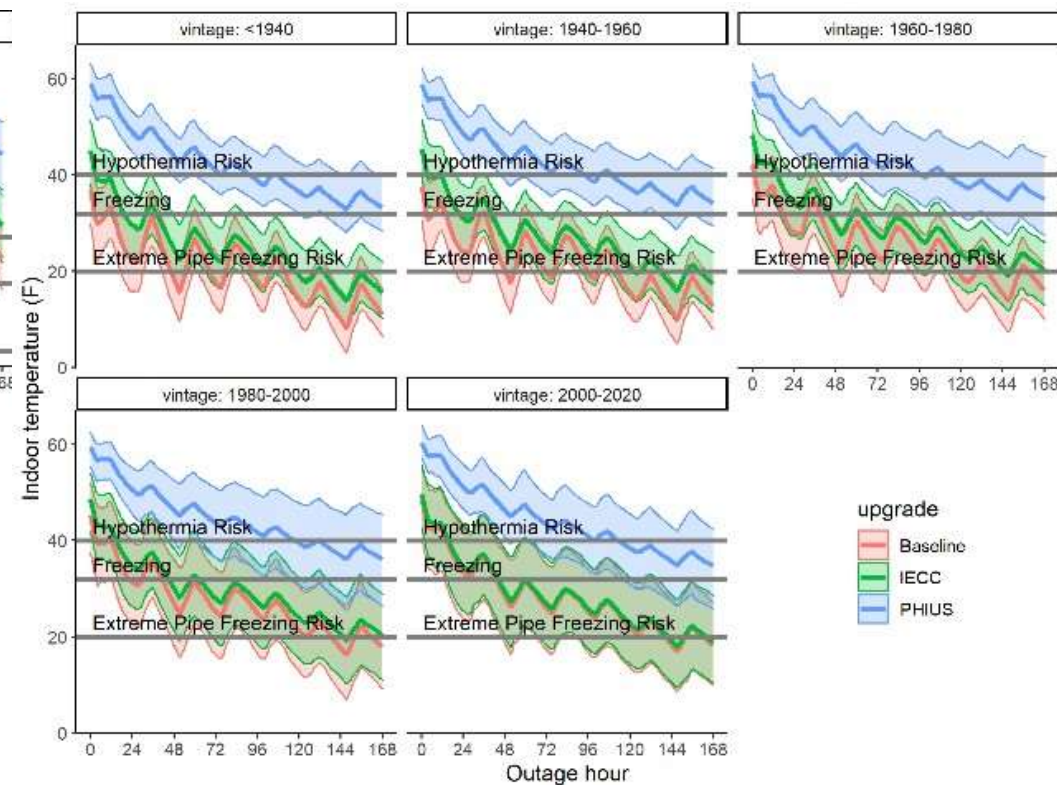 vintage: <1940
vintage: 1940-1960
vintage: 1960-1980
60
40
20
0
Hypothermia Risk
Freezing
Extreme Pipe Freezing Risk
Hypothermia Risk
Freezing
Extreme Pipe Freezing Risk
Hypothermia Risk
Freezing
Extreme Pipe Freezing Risk
0 24 48 72 96 120 144 168
68
Indoor temperature (F)
vintage: 1980-2000
vintage: 2000-2020
60
40
20
0
Hypothermia Risk
Freezing
Extreme Pipe Freezing Risk
Hypothermia Risk
Freezing
Extreme Pipe Freezing Risk
0 24 48 72 96 120 144 168
0 24 48 72 96 120 144 168
Outage hour
upgrade
Baseline
IECC
PHIUS